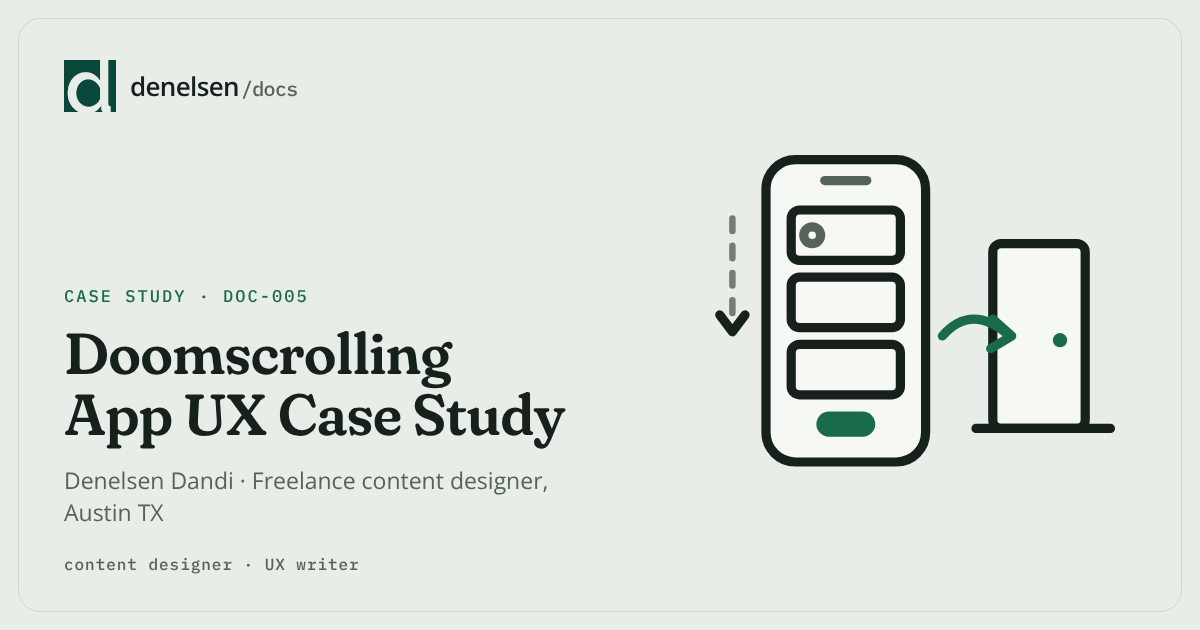 denelsen/docs
CASE STUDY · DOC-005
Doomscrolling
App UX Case Study
Denelsen Dandi · Freelance content designer,
Austin TX
content designer · UX writer